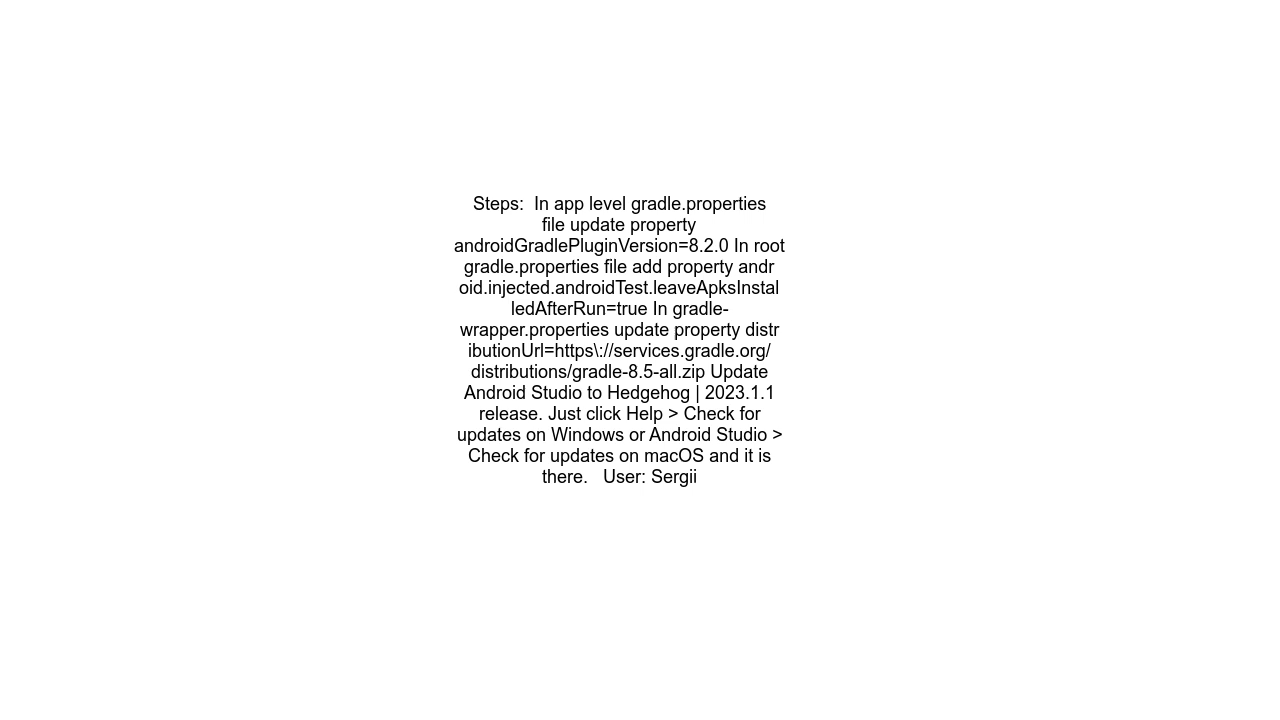 Steps:  In app level gradle.properties
file update property
androidGradlePluginVersion=8.2.0 In root
gradle.properties file add property andr
oid.injected.androidTest.leaveApksInstal
ledAfterRun=true In gradle-
wrapper.properties update property distr
ibutionUrl=https\://services.gradle.org/
distributions/gradle-8.5-all.zip Update
Android Studio to Hedgehog | 2023.1.1
release. Just click Help > Check for
updates on Windows or Android Studio >
Check for updates on macOS and it is
there.   User: Sergii